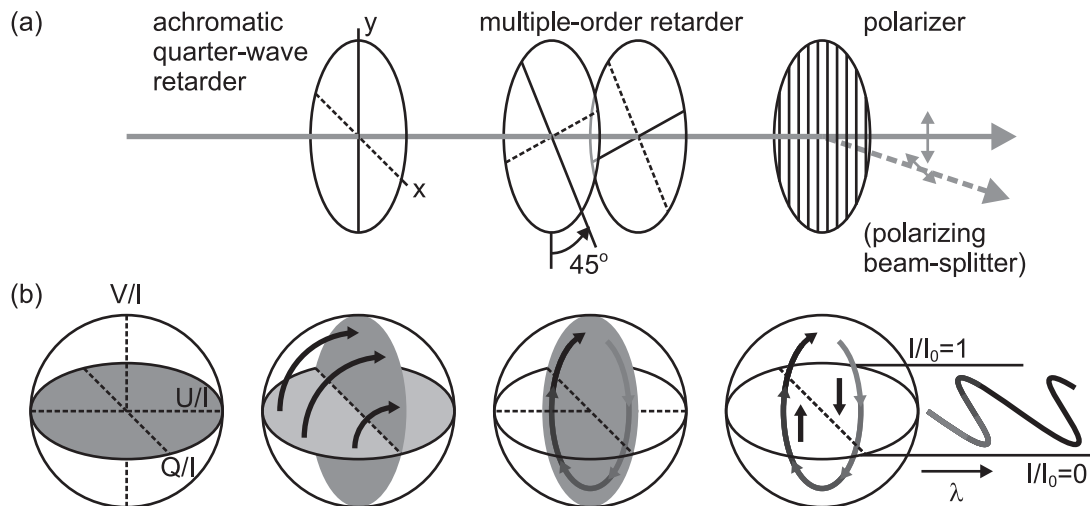 (a)
achromatic
quarter-wave
retarder
y
x
multiple-order retarder
45°
polarizer
(polarizing
beam-splitter)
(b)
V/I
U/I
Q/I
I/I₀=1
λ
I/I₀=0